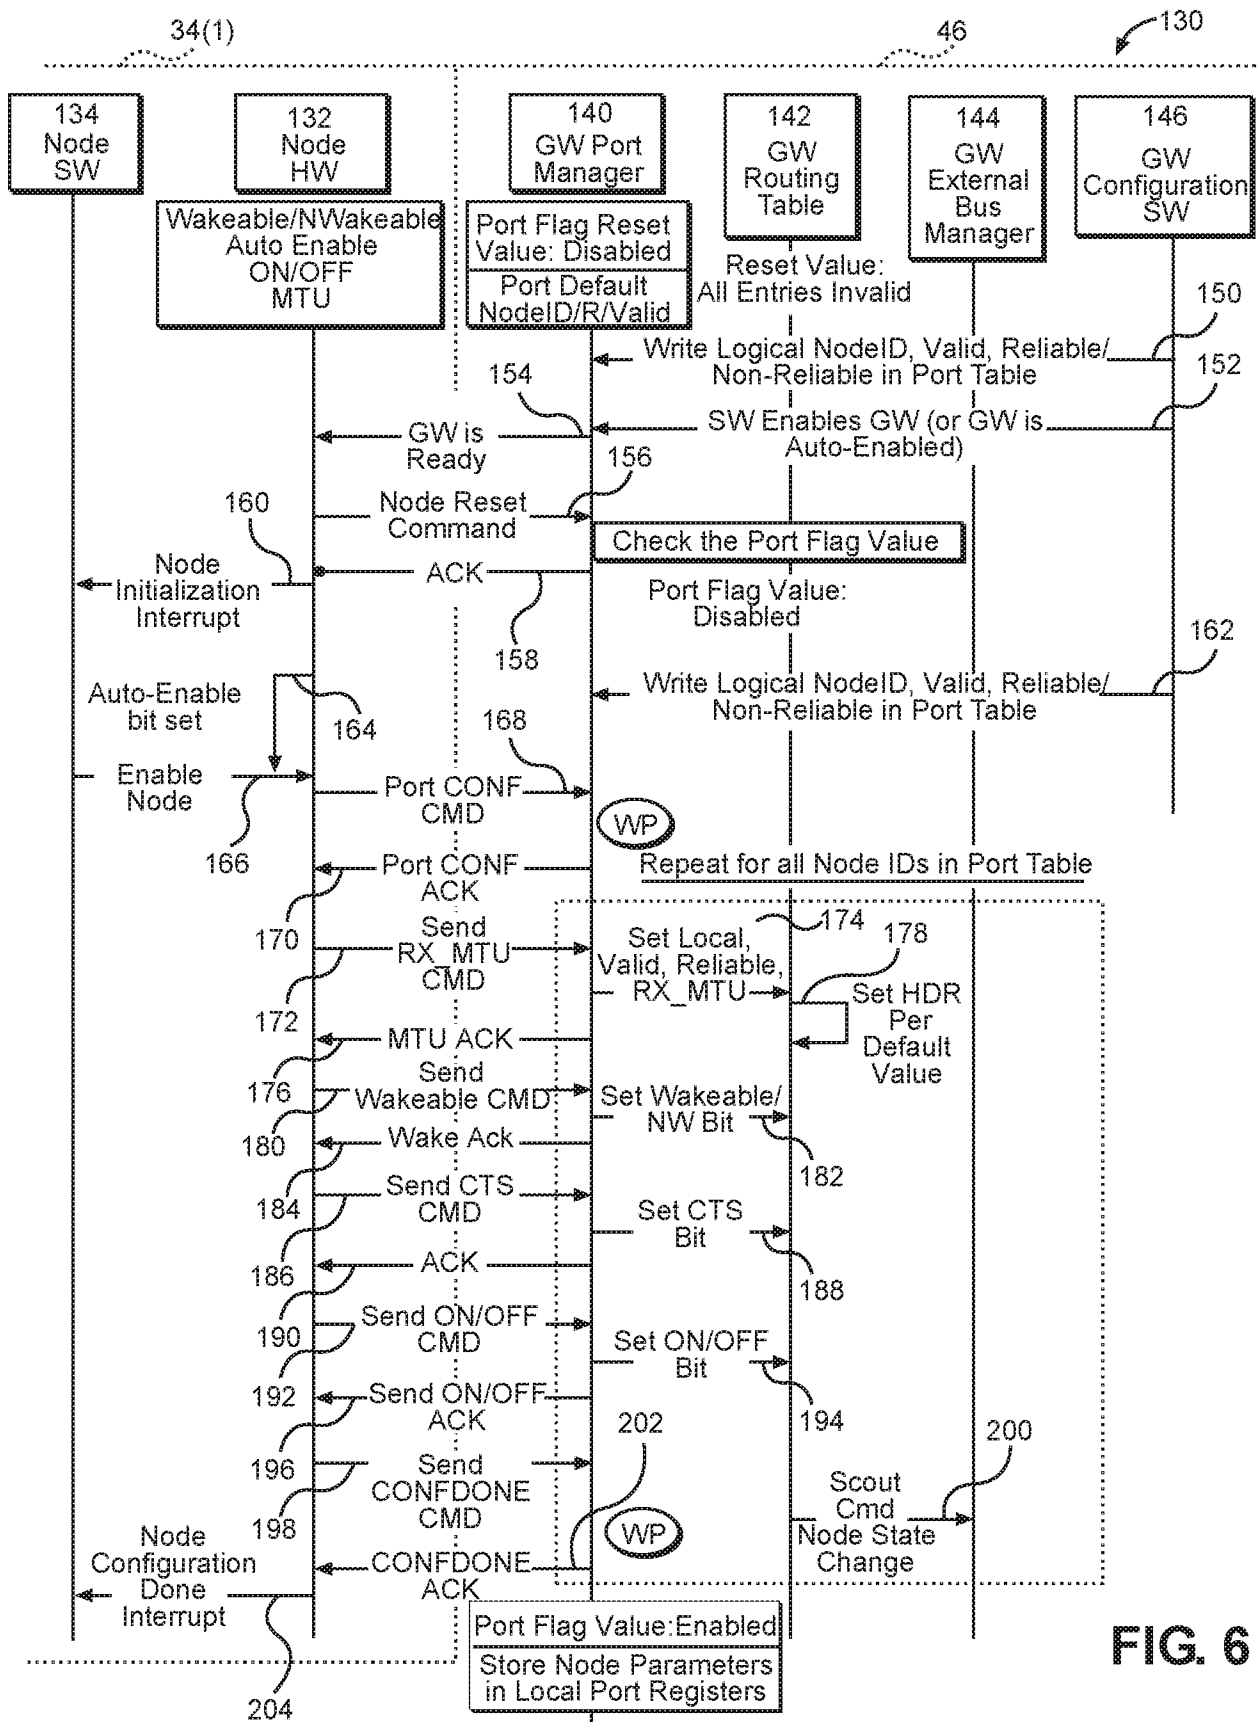 34(1)
46
130
134
Node
SW
132
Node
HW
140
GW Port
Manager
142
GW
Routing
Table
144
GW
External
Bus
Manager
146
GW
Configuration
SW
Wakeable/NWakeable
Auto Enable
ON/OFF
MTU
Port Flag Reset
Value: Disabled
Port Default
NodeID/R/Valid
Reset Value:
All Entries Invalid
150
Write Logical NodeID, Valid, Reliable/
Non-Reliable in Port Table
152
154
SW Enables GW (or GW is
Auto-Enabled)
GW is
Ready
156
Node Reset
Command
160
Check the Port Flag Value
Node
Initialization
Interrupt
ACK
Port Flag Value:
Disabled
158
162
Write Logical NodeID, Valid, Reliable/
Non-Reliable in Port Table
Auto-Enable
bit set
164
168
Enable
Node
Port CONF
CMD
166
WP
Repeat for all Node IDs in Port Table
Port CONF
ACK
170
Send
RX_MTU
CMD
174
Set Local,
Valid, Reliable,
RX_MTU
178
Set HDR
Per
Default
Value
172
MTU ACK
176
Send
Wakeable CMD
Set Wakeable/
NW Bit
180
Wake Ack
182
184
Send CTS
CMD
Set CTS
Bit
186
ACK
188
190
Send ON/OFF
CMD
Set ON/OFF
Bit
192
Send ON/OFF
ACK
194
196
202
200
Send
CONFDONE
CMD
Scout
Cmd
Node State
Change
198
WP
Node
Configuration
Done
Interrupt
CONFDONE
ACK
204
Port Flag Value:Enabled
Store Node Parameters
in Local Port Registers
FIG. 6